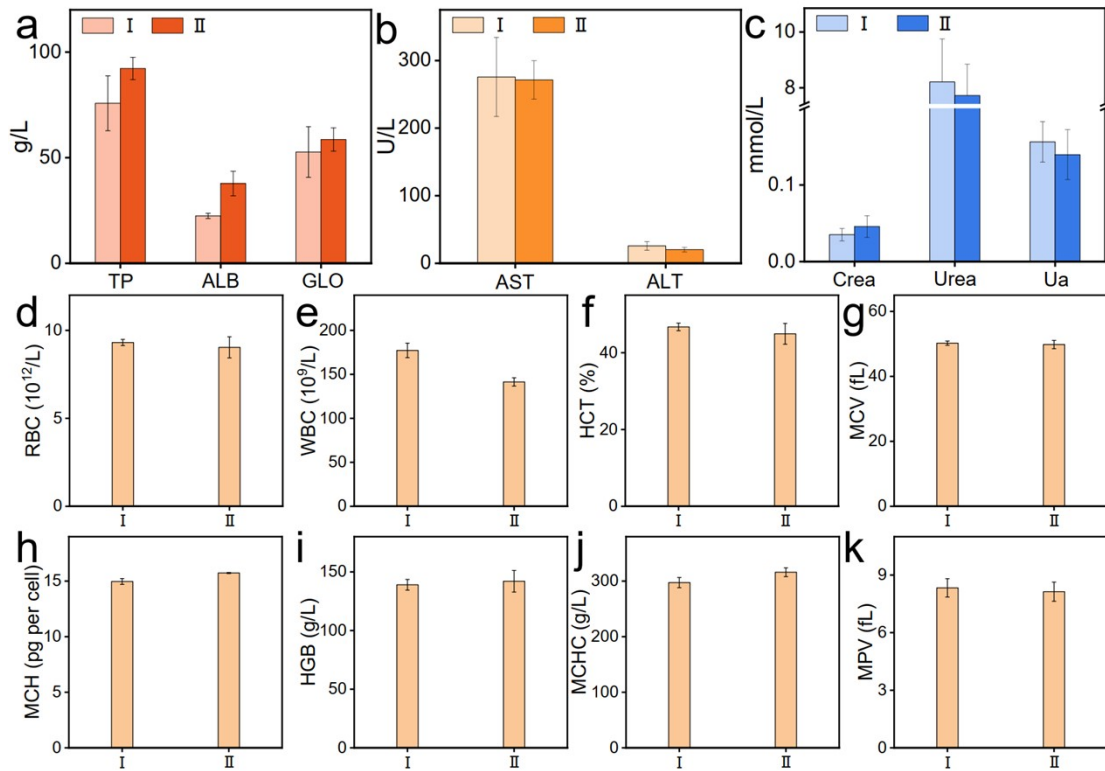 a
I
II
g/L
100
50
0
TP
ALB
GLO
b
I
II
U/L
300
200
100
0
AST
ALT
c
I
II
mmol/L
10
8
0.1
0.0
Crea
Urea
Ua
d
RBC (10¹²/L)
10
5
0
I
II
e
WBC (10⁹/L)
200
150
100
50
0
I
II
f
HCT (%)
40
20
0
I
II
g
MCV (fL)
60
40
20
0
I
II
h
MCH (pg per cell)
15
10
5
0
I
II
i
HGB (g/L)
150
100
50
0
I
II
j
MCHC (g/L)
300
200
100
0
I
II
k
MPV (fL)
9
6
3
0
I
II